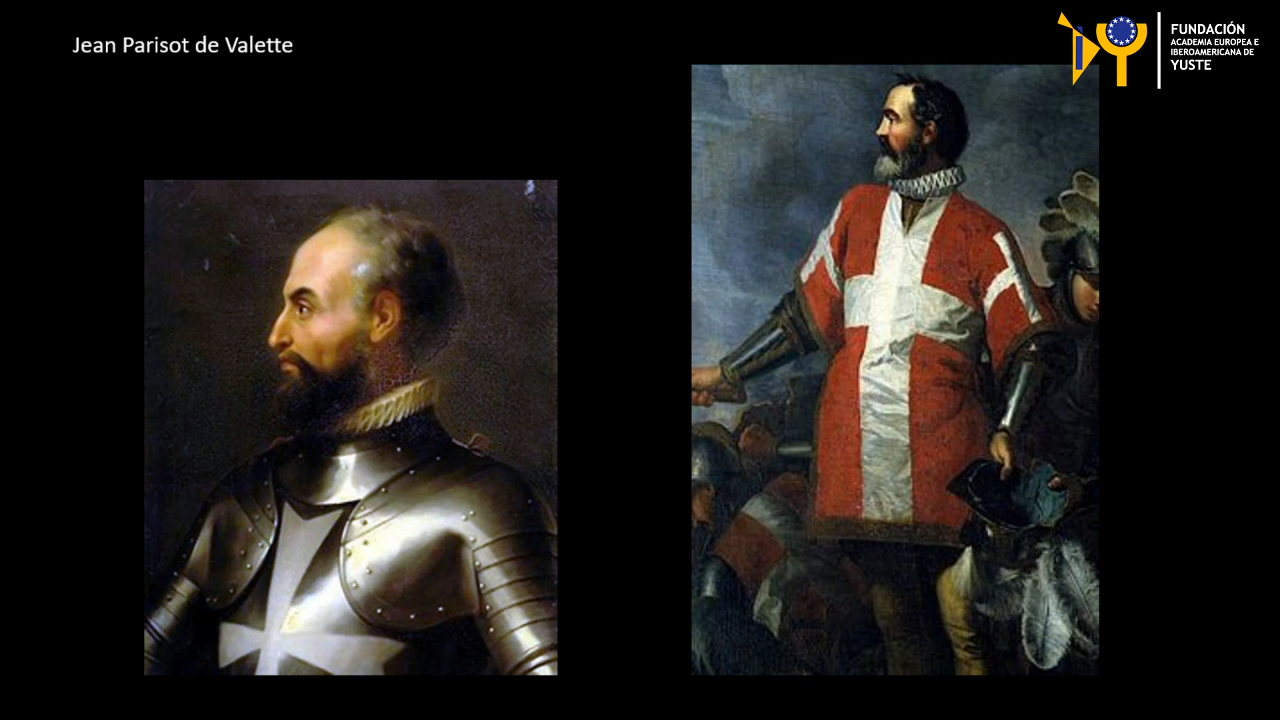 Jean Parisot de Valette
FUNDACIÓN
ACADEMIA EUROPEA E
IBEROAMERICANA DE
YUSTE